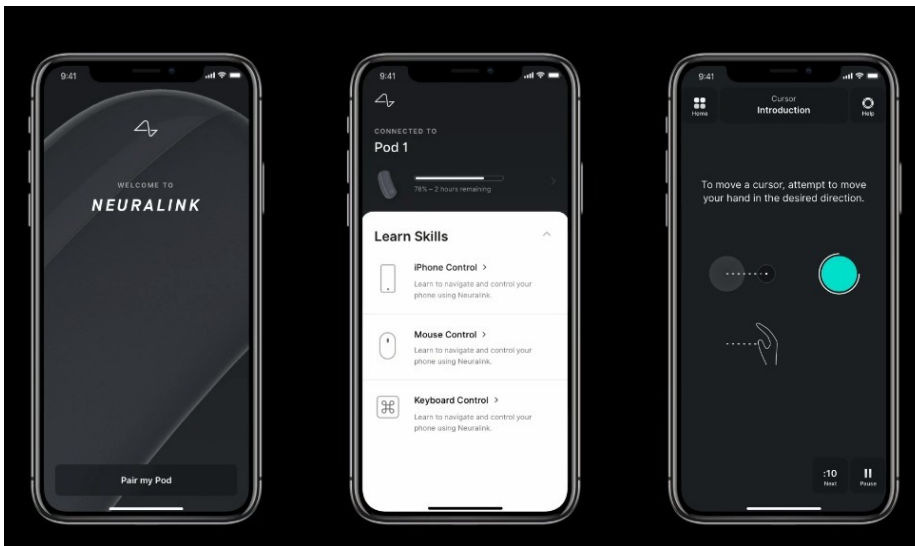 9:41
WELCOME TO
NEURALINK
Pair my Pod
9:41
CONNECTED TO
Pod 1
78% – 2 hours remaining
Learn Skills
iPhone Control >
Learn to navigate and control your
phone using Neuralink.
Mouse Control >
Learn to navigate and control your
phone using Neuralink.
Keyboard Control >
Learn to navigate and control your
phone using Neuralink.
9:41
Home
Cursor
Introduction
Help
To move a cursor, attempt to move
your hand in the desired direction.
:10
Next
Pause